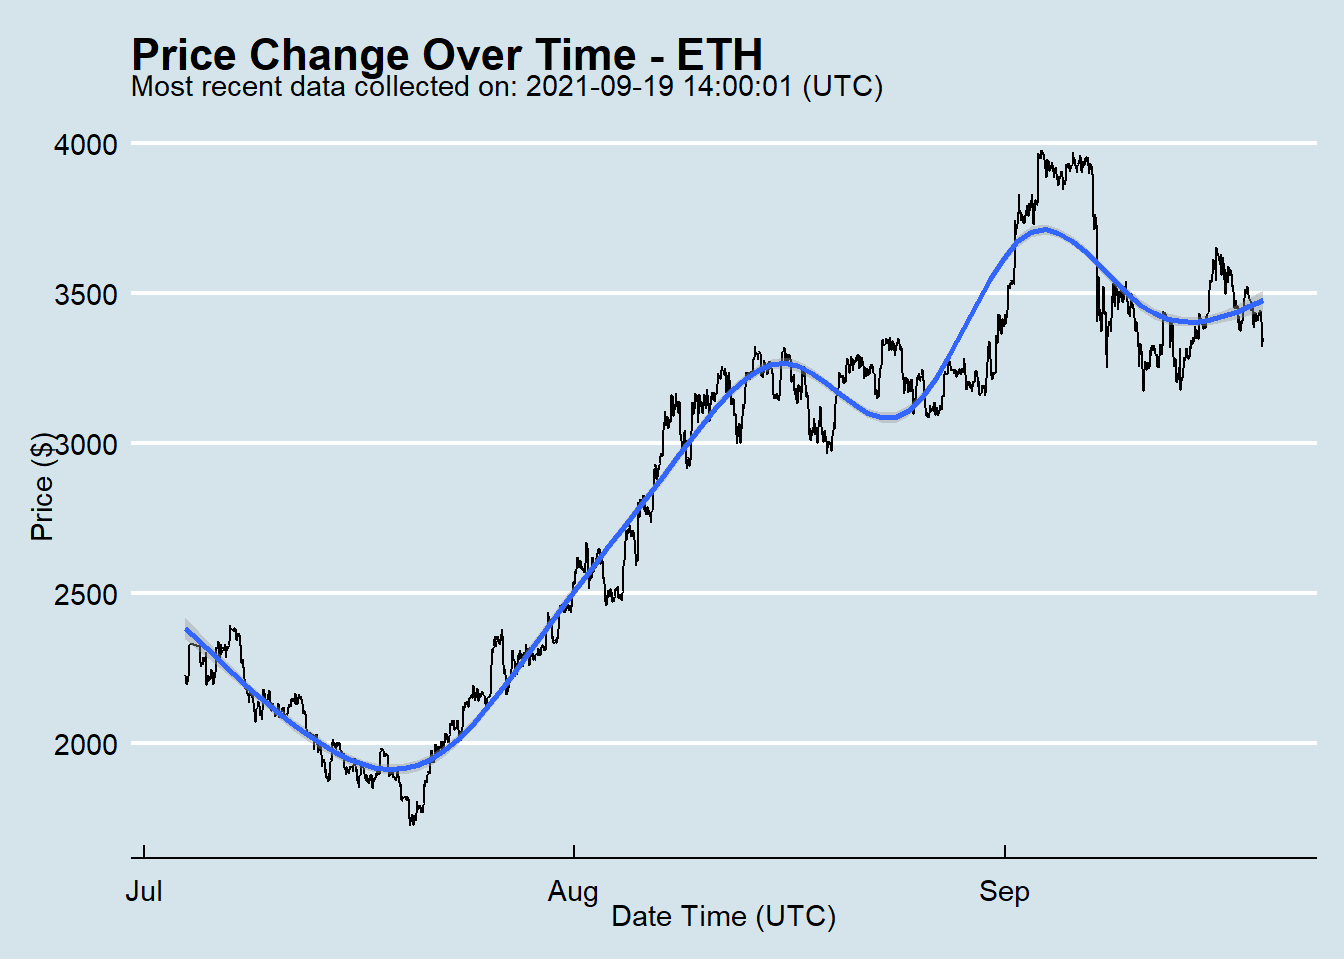 Price Change Over Time - ETH
Most recent data collected on: 2021-09-19 14:00:01 (UTC)
4000
3500
3000
2500
2000
Price ($)
Jul
Aug
Sep
Date Time (UTC)